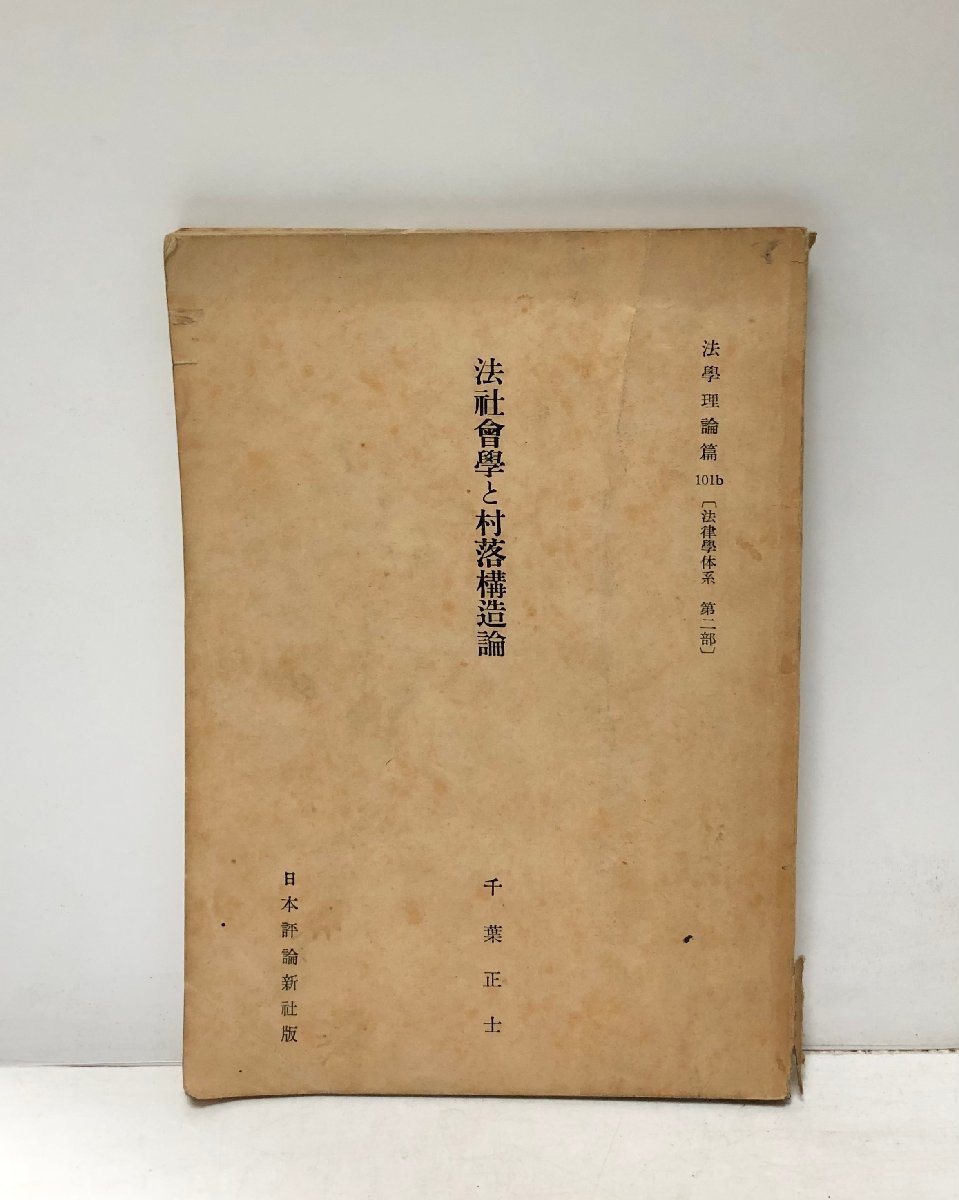 法學理論篇 101b〔法律學体系 第二部〕
法社會學と村落構造論
千葉正士
日本評論新社版